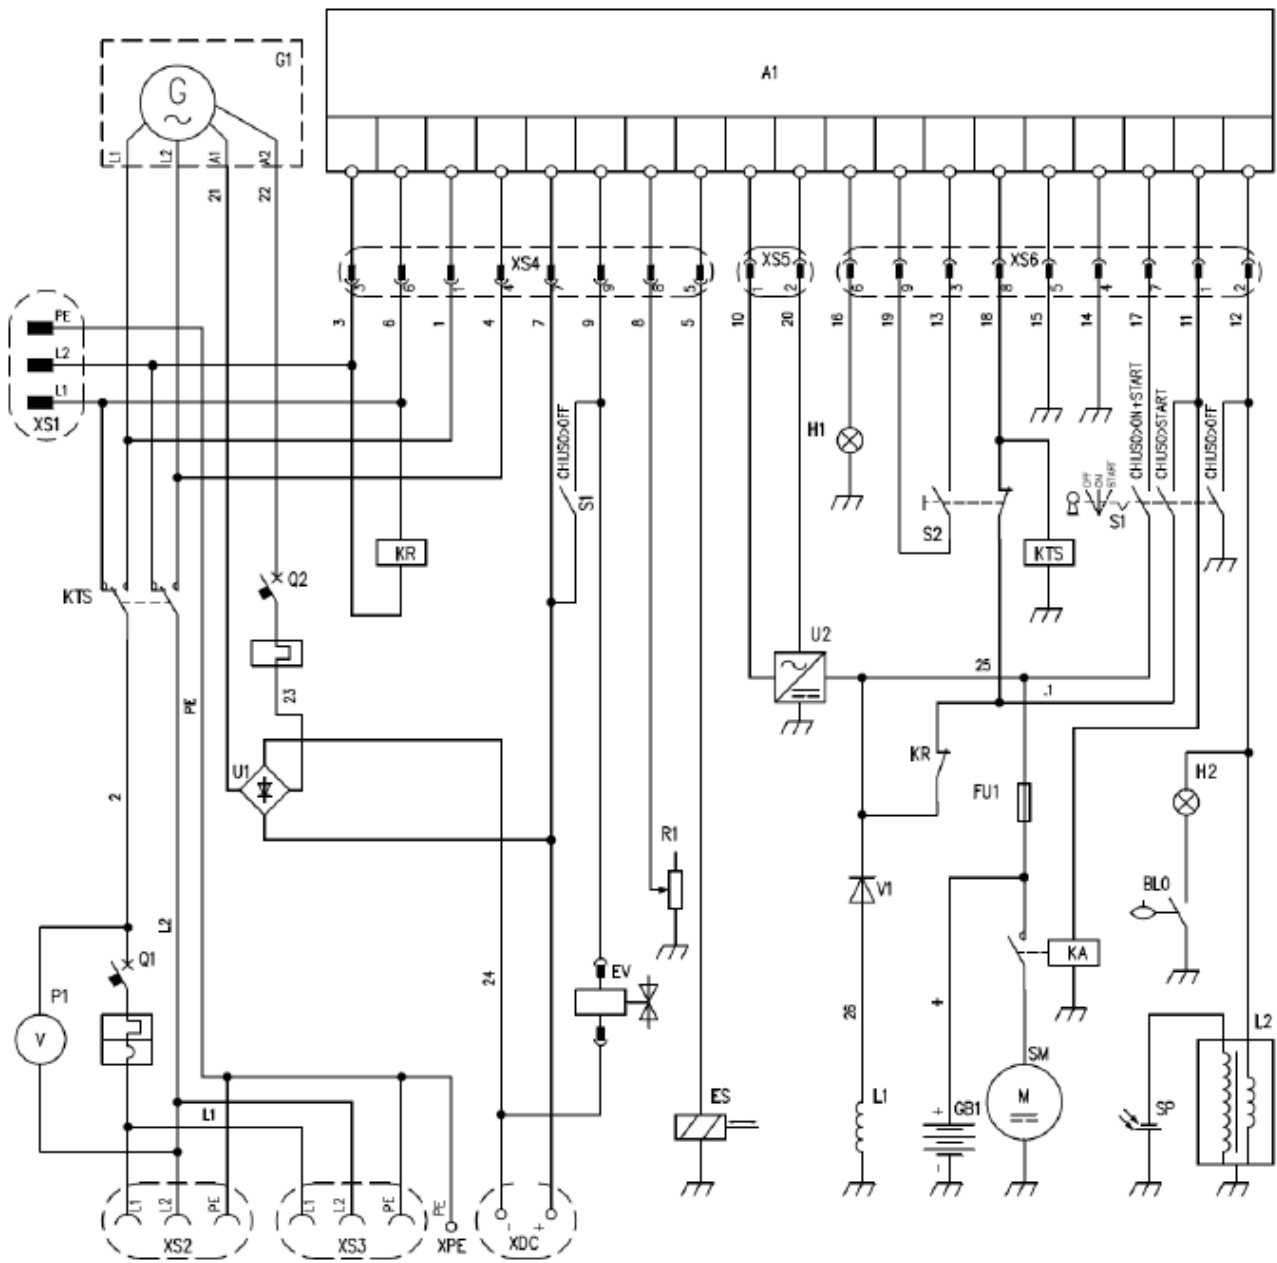 G1
A1
G
L1
L2
A1
A2
21
22
XS4
XS5
XS6
3
6
1
4
7
9
8
5
1
2
6
9
3
8
5
4
7
1
2
3
6
1
4
7
9
8
5
10
20
16
19
13
18
15
14
17
11
12
PE
L2
L1
XS1
CHIUSO>OFF
S1
H1
CHIUSO>ON+START
CHIUSO>START
CHIUSO>OFF
OFF
ON
START
S1
S2
KR
KTS
KTS
Q2
U2
25
.1
23
PE
U1
KR
FU1
H2
2
R1
V1
BLO
L2
Q1
24
EV
KA
P1
V
26
+
L2
SM
M
L1
ES
L1
GB1
+
-
SP
L1
L2
PE
L1
L2
PE
PE
-
+
XS2
XS3
XPE
XDC